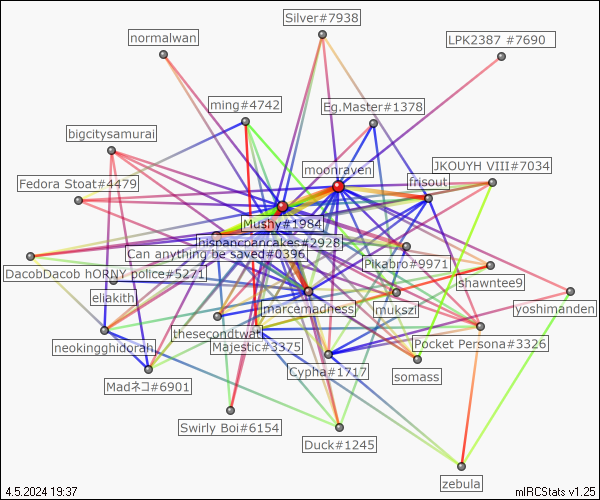 Silver#7938
normalwan
LPK2387 #7690
ming#4742
Eg.Master#1378
bigcitysamurai
moonraven
JKOUYH VIII#7034
Fedora Stoat#4479
frisout
Mushy#1984
hispancpancakes#2928
Can anything be saved#0396
Pikabro#9971
DacobDacob hORNY police#5271
shawntee9
eliakith
marcemadness
mukszi
yoshimanden
thesecondtwat
neokingghidorah
Majestic#3375
Pocket Persona#3326
Cypha#1717
somass
Madネコ#6901
Swirly Boi#6154
Duck#1245
zebula
4.5.2024 19:37
mIRCStats v1.25